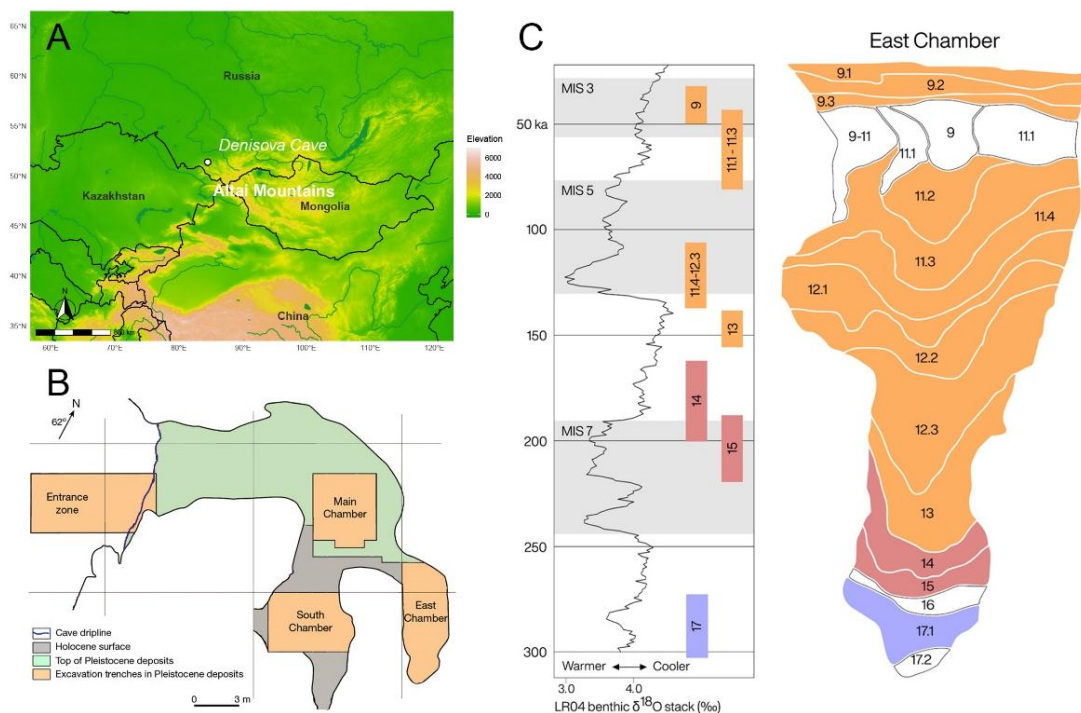 A
65°N
60°N
55°N
50°N
45°N
40°N
35°N
60°E
70°E
80°E
90°E
100°E
110°E
120°E
Russia
Denisova Cave
Altai Mountains
Kazakhstan
Mongolia
China
N
Elevation
6000
4000
2000
0
B
N
62°
Entrance
zone
Main
Chamber
South
Chamber
East
Chamber
Cave dripline
Holocene surface
Top of Pleistocene deposits
Excavation trenches in Pleistocene deposits
0 3 m
C
MIS 3
50 ka
MIS 5
100
150
MIS 7
200
250
300
9
11.1 - 11.3
11.4-12.3
13
14
15
17
Warmer Cooler
3.0 4.0
LR04 benthic δ18O stack (‰)
East Chamber
9.1
9.2
9.3
9-11
11.1
9
11.1
11.2
11.4
11.3
12.1
12.2
12.3
13
14
15
16
17.1
17.2